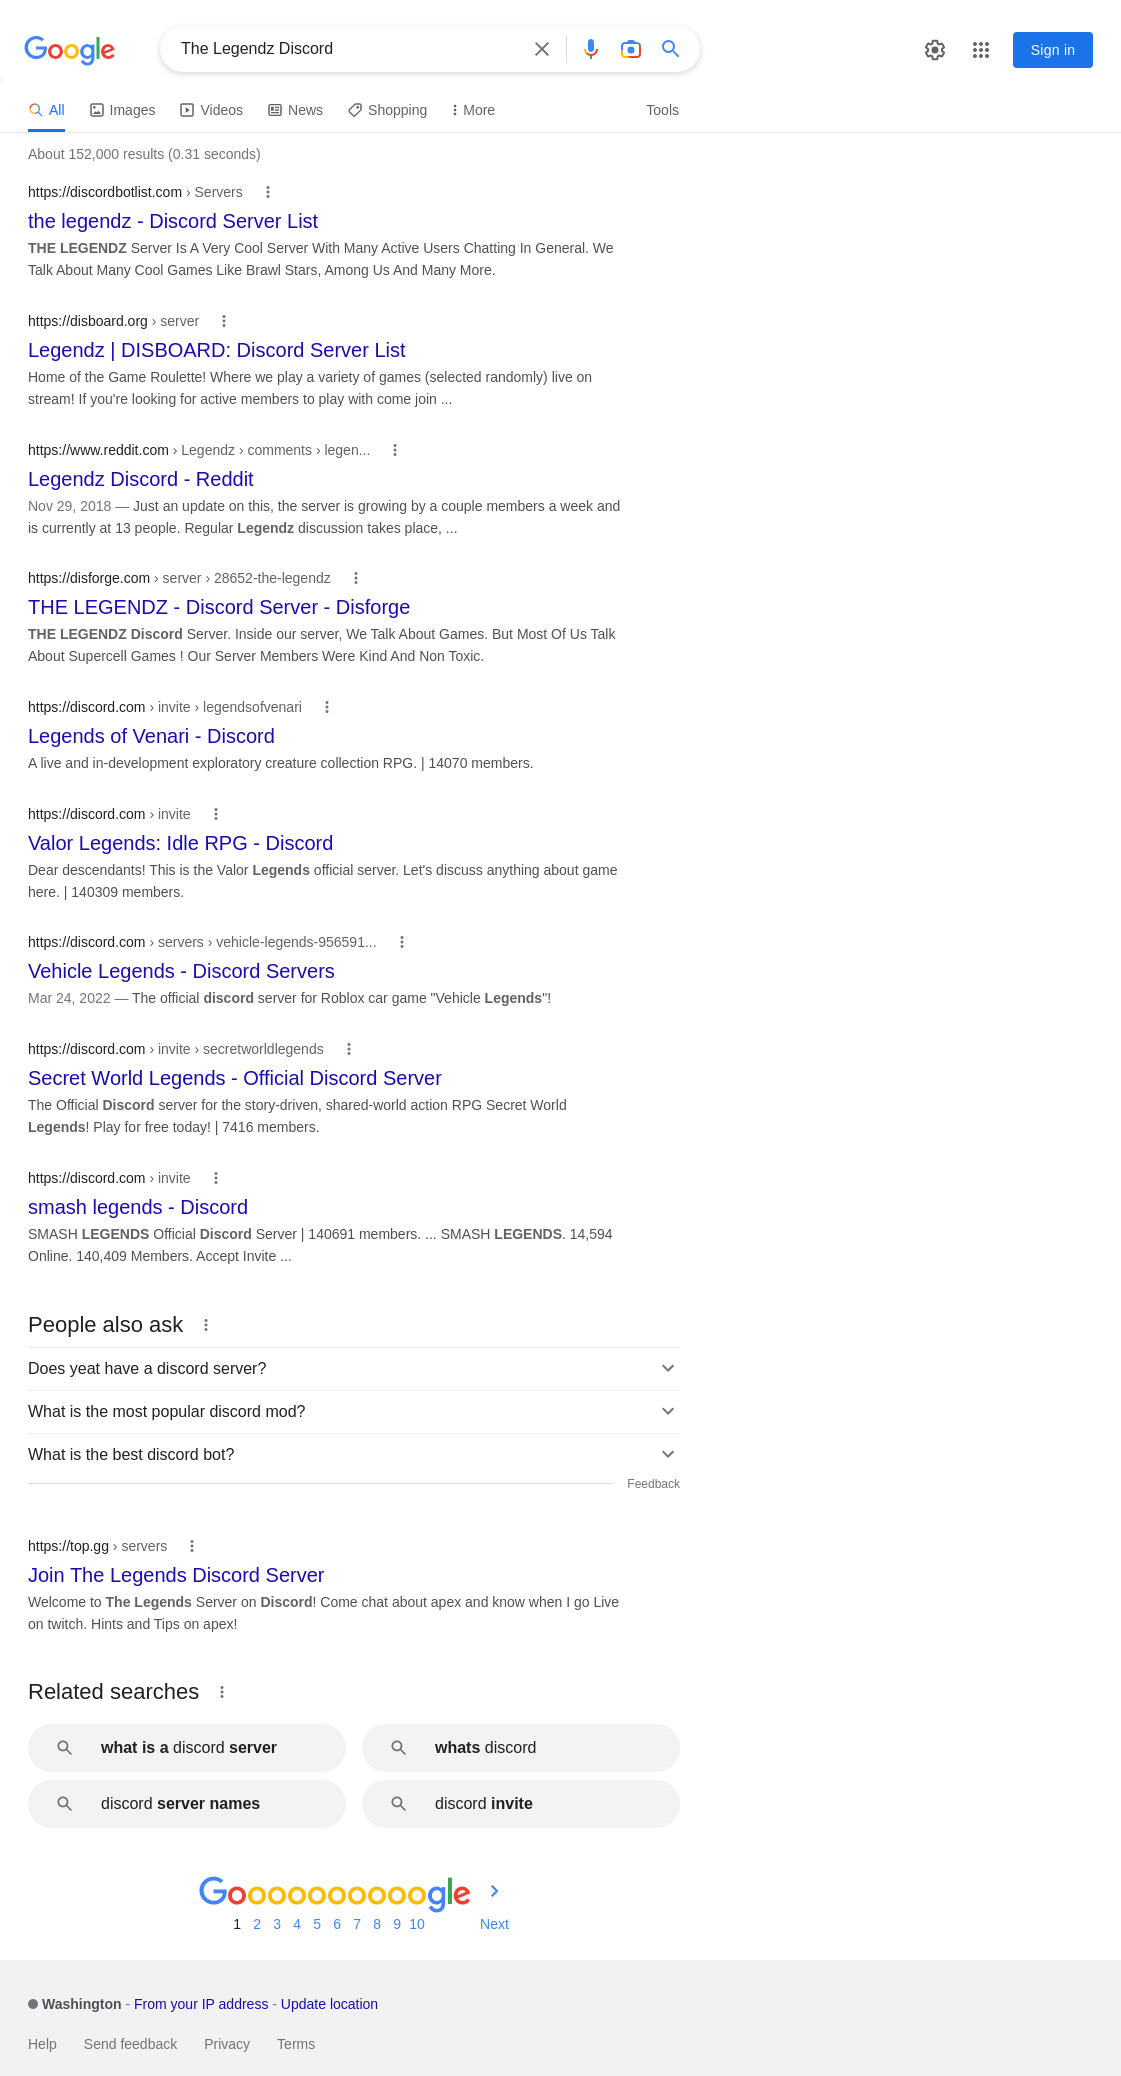 Google
The Legendz Discord
Sign in
All
Images
Videos
News
Shopping
More
Tools
About 152,000 results (0.31 seconds)
https://discordbotlist.com › Servers
the legendz - Discord Server List
THE LEGENDZ Server Is A Very Cool Server With Many Active Users Chatting In General. We
Talk About Many Cool Games Like Brawl Stars, Among Us And Many More.
https://disboard.org › server
Legendz | DISBOARD: Discord Server List
Home of the Game Roulette! Where we play a variety of games (selected randomly) live on
stream! If you're looking for active members to play with come join ...
https://www.reddit.com › Legendz › comments › legen...
Legendz Discord - Reddit
Nov 29, 2018 — Just an update on this, the server is growing by a couple members a week and
is currently at 13 people. Regular Legendz discussion takes place, ...
https://disforge.com › server › 28652-the-legendz
THE LEGENDZ - Discord Server - Disforge
THE LEGENDZ Discord Server. Inside our server, We Talk About Games. But Most Of Us Talk
About Supercell Games ! Our Server Members Were Kind And Non Toxic.
https://discord.com › invite › legendsofvenari
Legends of Venari - Discord
A live and in-development exploratory creature collection RPG. | 14070 members.
https://discord.com › invite
Valor Legends: Idle RPG - Discord
Dear descendants! This is the Valor Legends official server. Let's discuss anything about game
here. | 140309 members.
https://discord.com › servers › vehicle-legends-956591...
Vehicle Legends - Discord Servers
Mar 24, 2022 — The official discord server for Roblox car game "Vehicle Legends"!
https://discord.com › invite › secretworldlegends
Secret World Legends - Official Discord Server
The Official Discord server for the story-driven, shared-world action RPG Secret World
Legends! Play for free today! | 7416 members.
https://discord.com › invite
smash legends - Discord
SMASH LEGENDS Official Discord Server | 140691 members. ... SMASH LEGENDS. 14,594
Online. 140,409 Members. Accept Invite ...
People also ask
Does yeat have a discord server?
What is the most popular discord mod?
What is the best discord bot?
Feedback
https://top.gg › servers
Join The Legends Discord Server
Welcome to The Legends Server on Discord! Come chat about apex and know when I go Live
on twitch. Hints and Tips on apex!
Related searches
what is a discord server
whats discord
discord server names
discord invite
Goooooooooogle
1 2 3 4 5 6 7 8 9 10 Next
Washington - From your IP address - Update location
Help Send feedback Privacy Terms